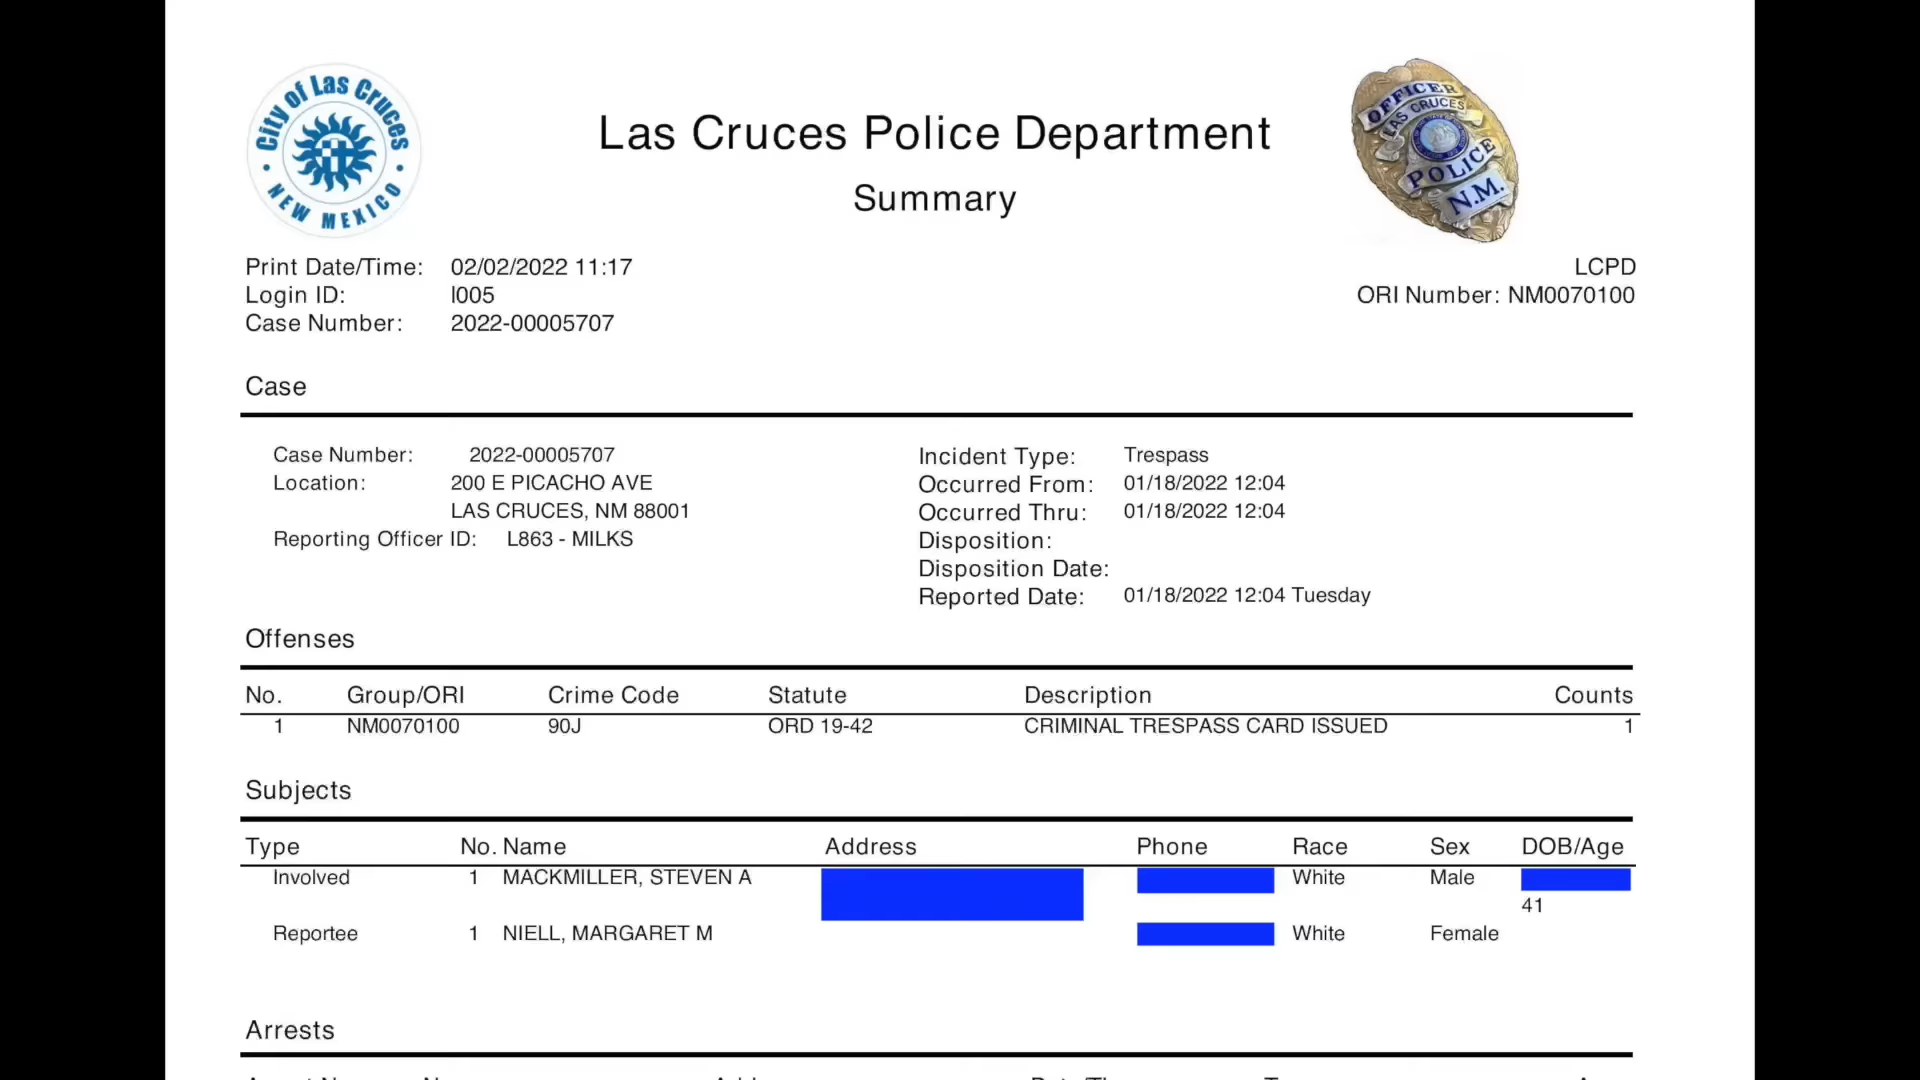 City of Las Cruces
NEW MEXICO
Las Cruces Police Department
Summary
OFFICER
LAS CRUCES
POLICE
N.M.
Print Date/Time: 02/02/2022 11:17
Login ID: l005
Case Number: 2022-00005707
LCPD
ORI Number: NM0070100
Case
Case Number: 2022-00005707
Location: 200 E PICACHO AVE
LAS CRUCES, NM 88001
Reporting Officer ID: L863 - MILKS
Incident Type: Trespass
Occurred From: 01/18/2022 12:04
Occurred Thru: 01/18/2022 12:04
Disposition:
Disposition Date:
Reported Date: 01/18/2022 12:04 Tuesday
Offenses
No. Group/ORI Crime Code Statute Description Counts
1 NM0070100 90J ORD 19-42 CRIMINAL TRESPASS CARD ISSUED 1
Subjects
Type No. Name Address Phone Race Sex DOB/Age
Involved 1 MACKMILLER, STEVEN A White Male
41
Reportee 1 NIELL, MARGARET M White Female
Arrests